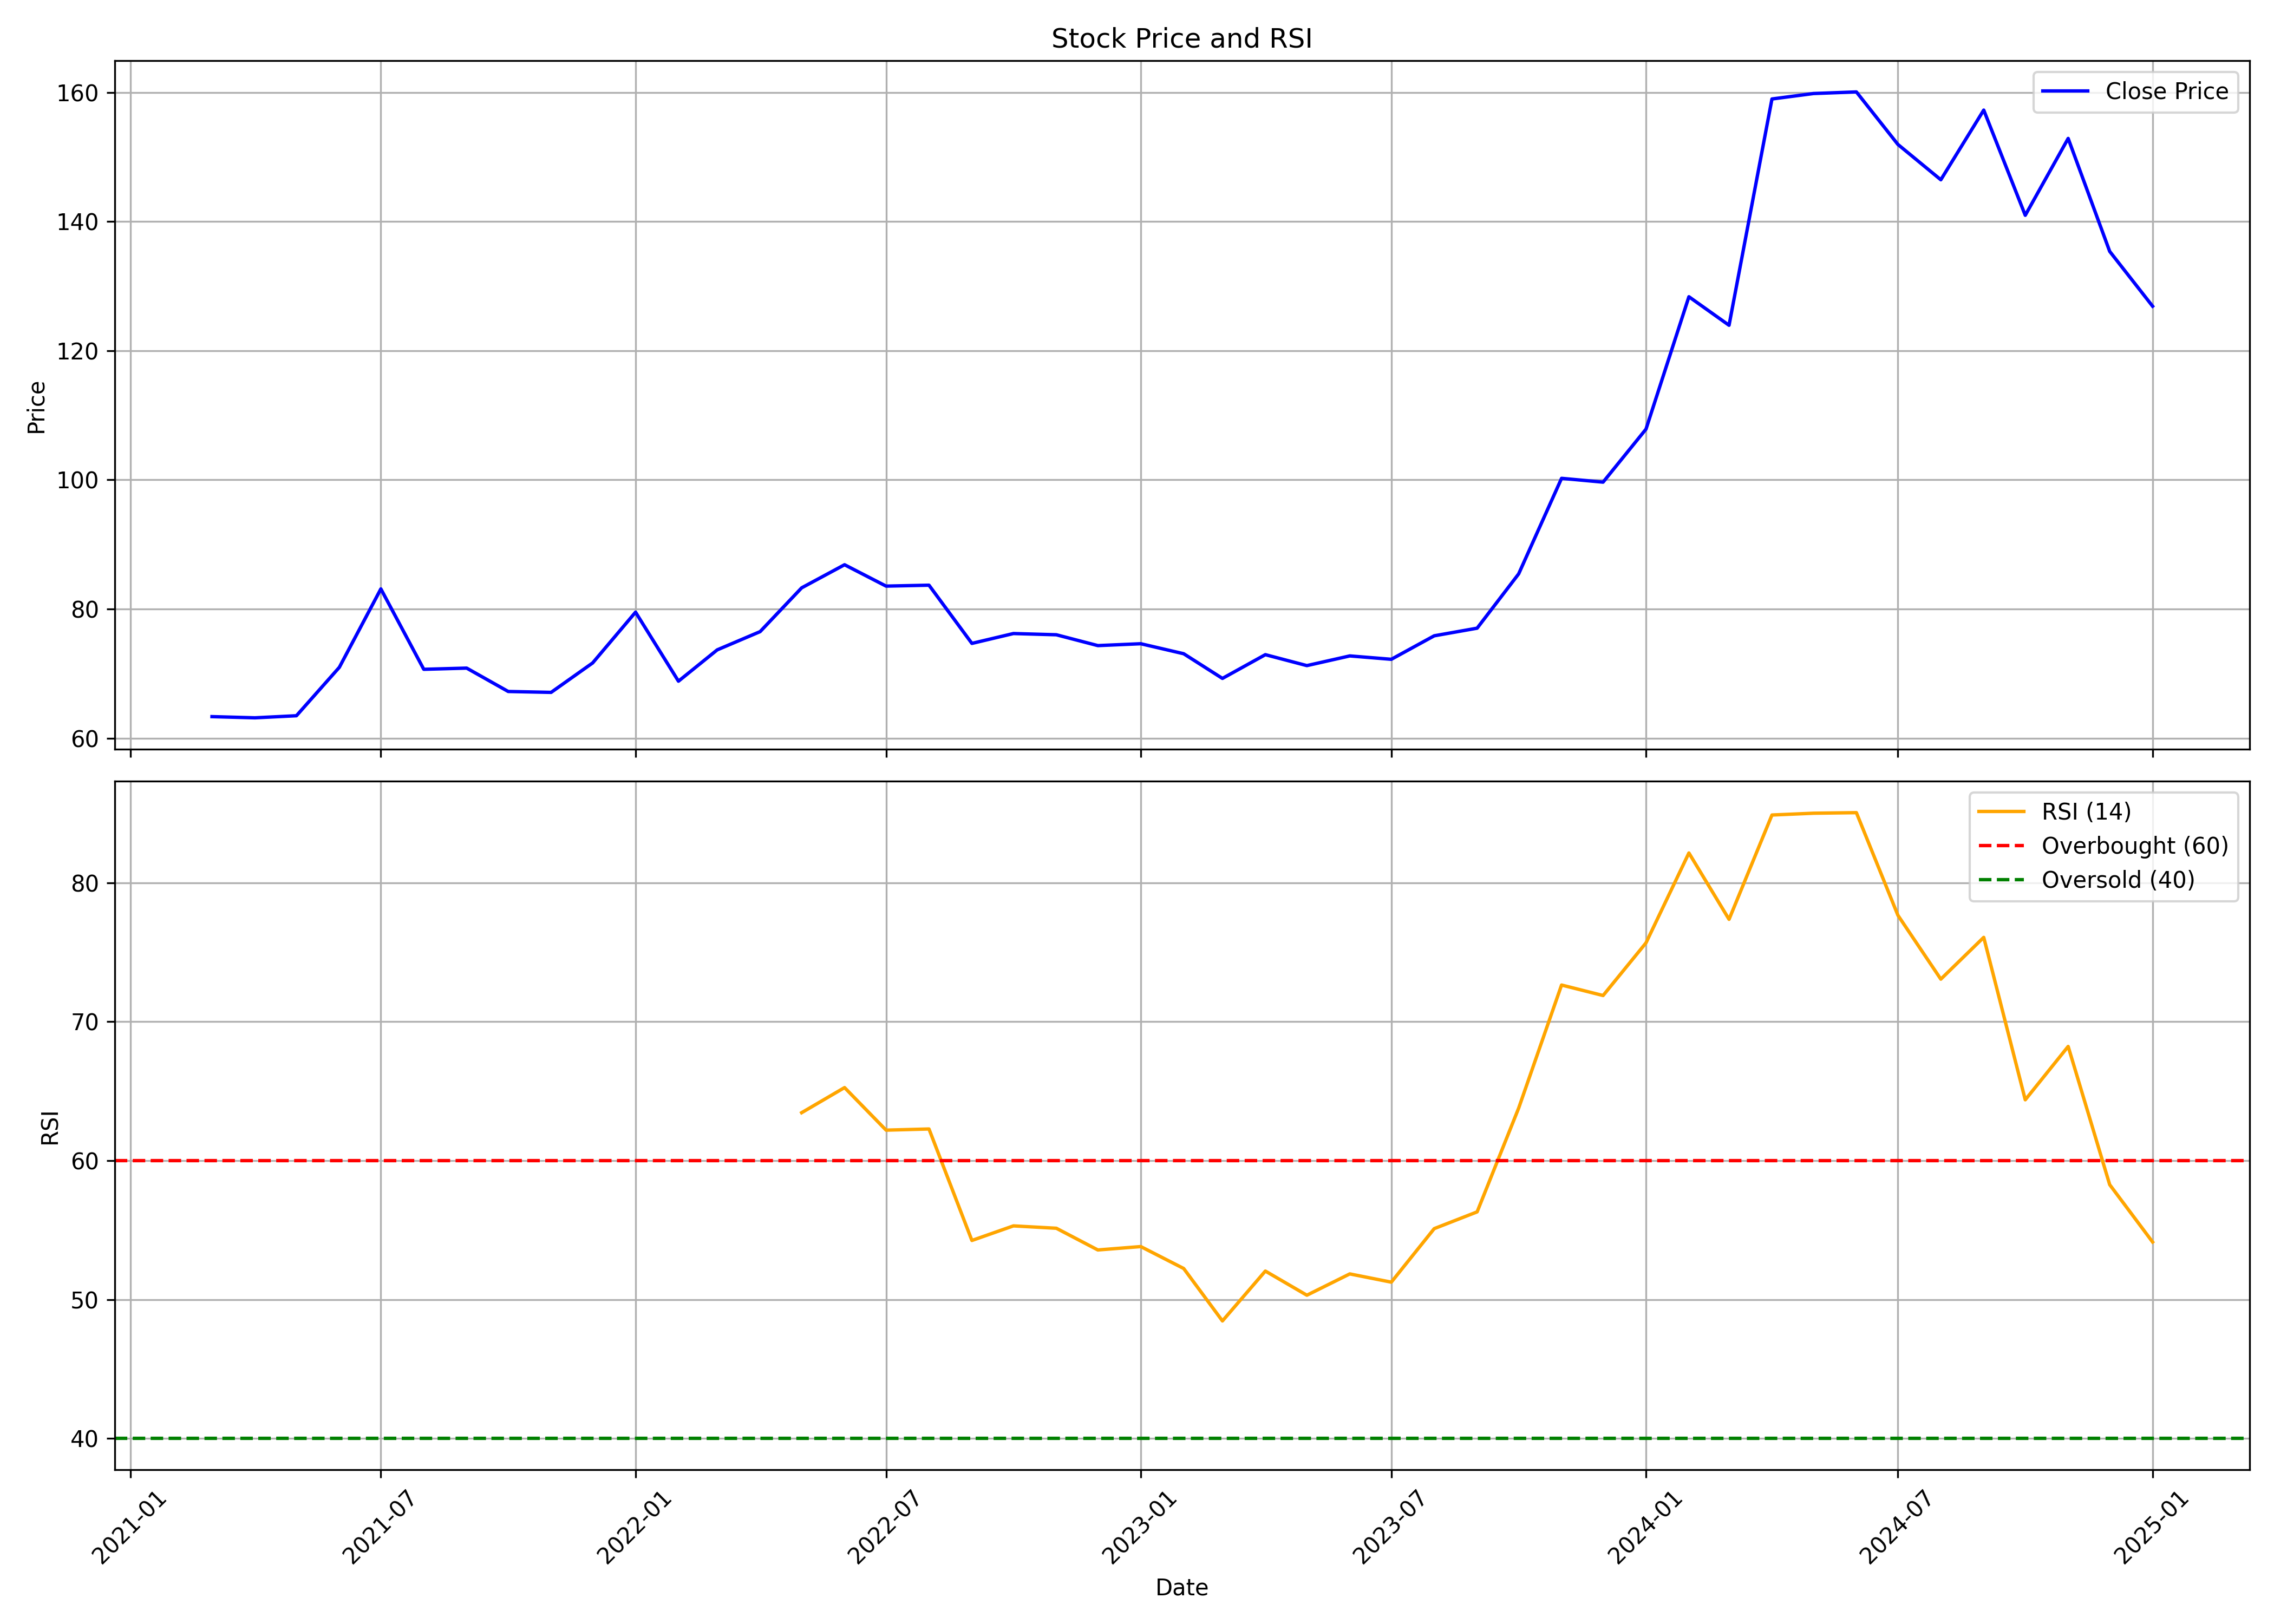 Stock Price and RSI
Close Price
160
140
120
100
80
60
Price
RSI (14)
Overbought (60)
Oversold (40)
80
70
60
50
40
RSI
2021-01
2021-07
2022-01
2022-07
2023-01
2023-07
2024-01
2024-07
2025-01
Date